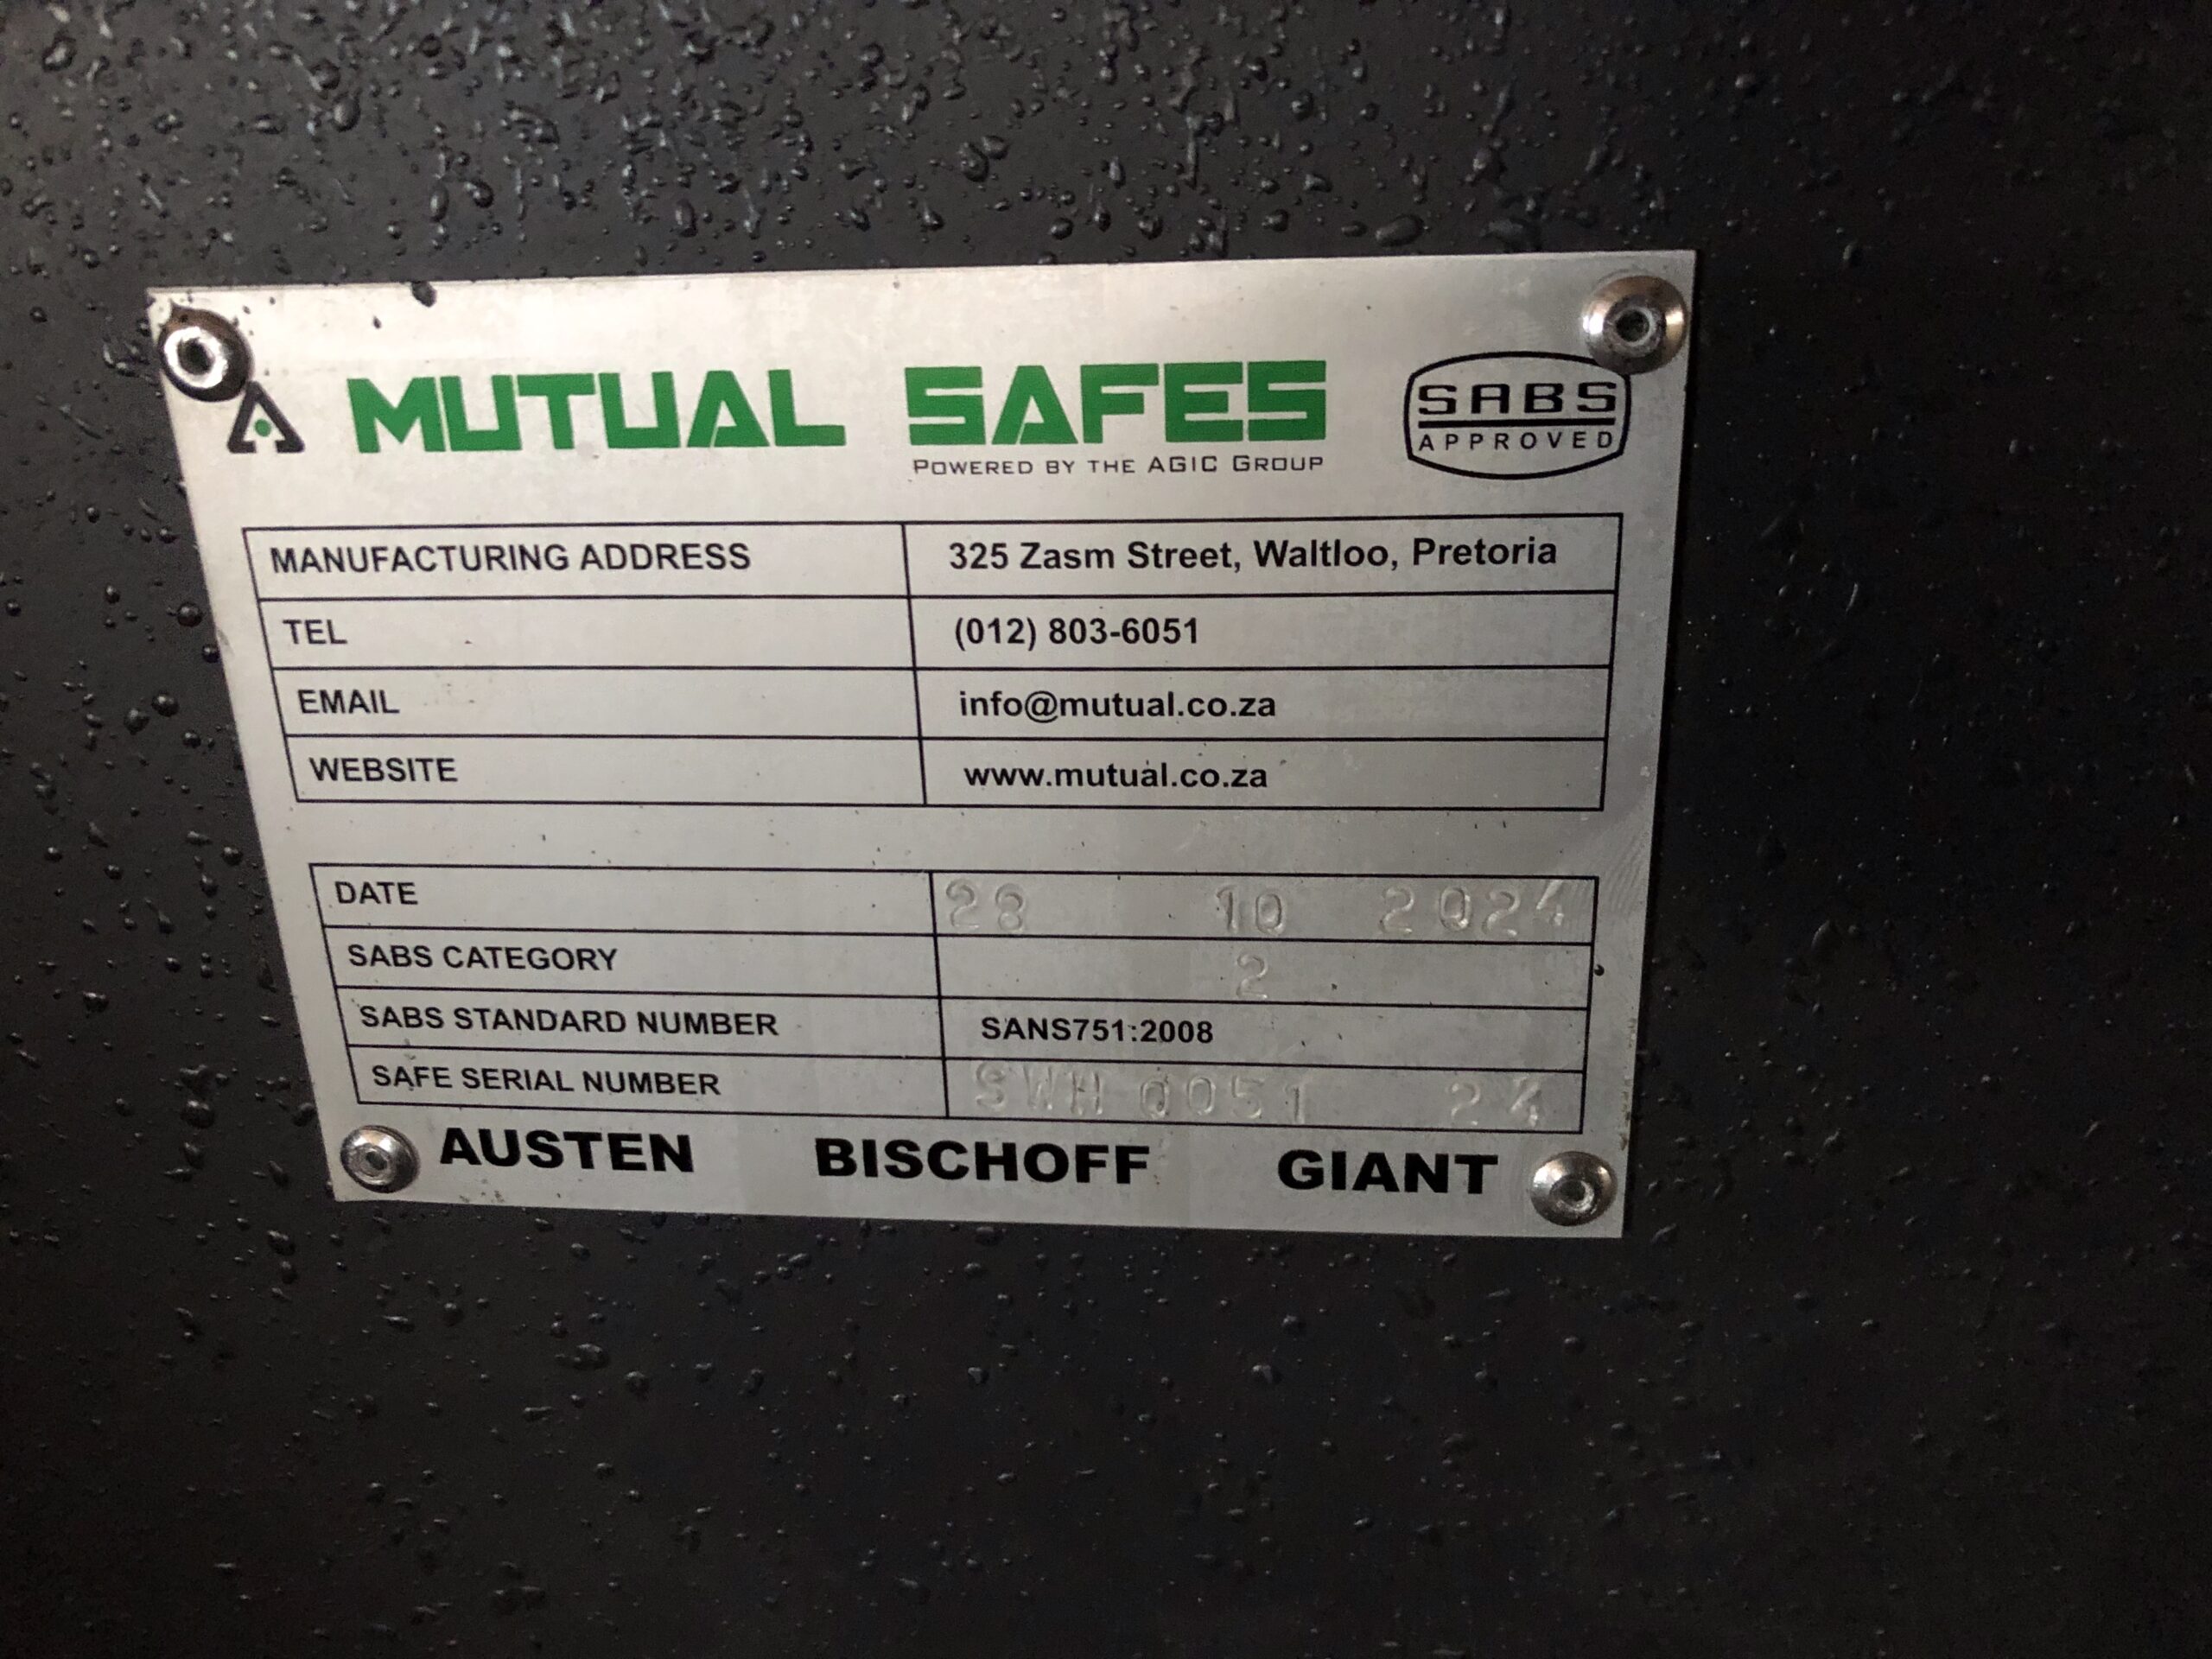 MUTUAL SAFES
POWERED BY THE AGIC GROUP
SABS
APPROVED
MANUFACTURING ADDRESS 325 Zasm Street, Waltloo, Pretoria
TEL (012) 803-6051
EMAIL info@mutual.co.za
WEBSITE www.mutual.co.za
DATE 28 10 2024
SABS CATEGORY 2
SABS STANDARD NUMBER SANS751:2008
SAFE SERIAL NUMBER SWH 0051 24
AUSTEN BISCHOFF GIANT